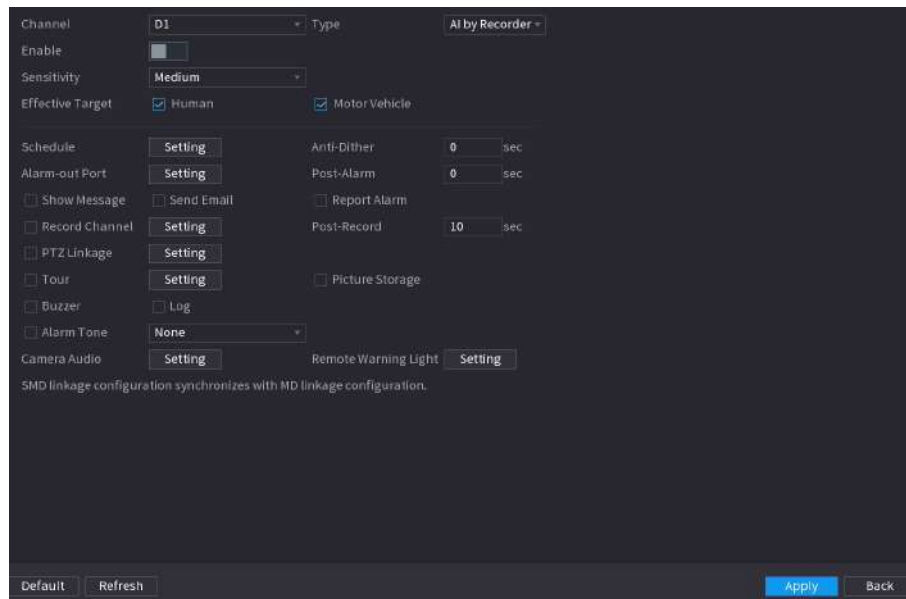 Channel D1 Type AI by Recorder
Enable
Sensitivity Medium
Effective Target Human Motor Vehicle
Schedule Setting Anti-Dither 0 sec
Alarm-out Port Setting Post-Alarm 0 sec
Show Message Send Email Report Alarm
Record Channel Setting Post-Record 10 sec
PTZ Linkage Setting
Tour Setting Picture Storage
Buzzer Log
Alarm Tone None
Camera Audio Setting Remote Warning Light Setting
SMD linkage configuration synchronizes with MD linkage configuration.
Default Refresh Apply Back